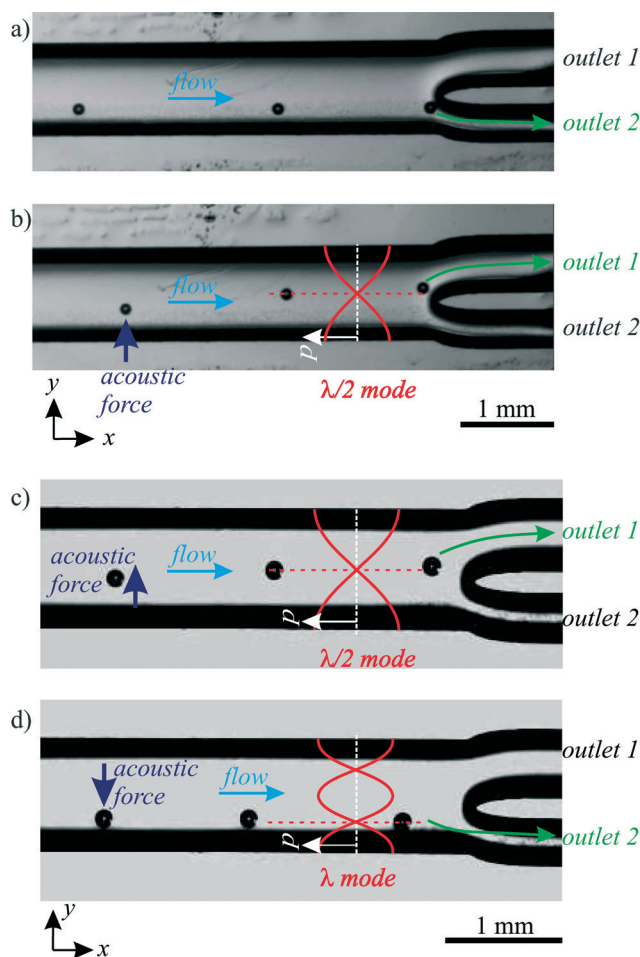 a)
outlet 1
flow
outlet 2
b)
flow
outlet 1
outlet 2
p
acoustic
force
λ/2 mode
1 mm
y
x
c)
acoustic
force
flow
outlet 1
outlet 2
p
λ/2 mode
d)
outlet 1
acoustic
force
flow
outlet 2
p
λ mode
1 mm
y
x